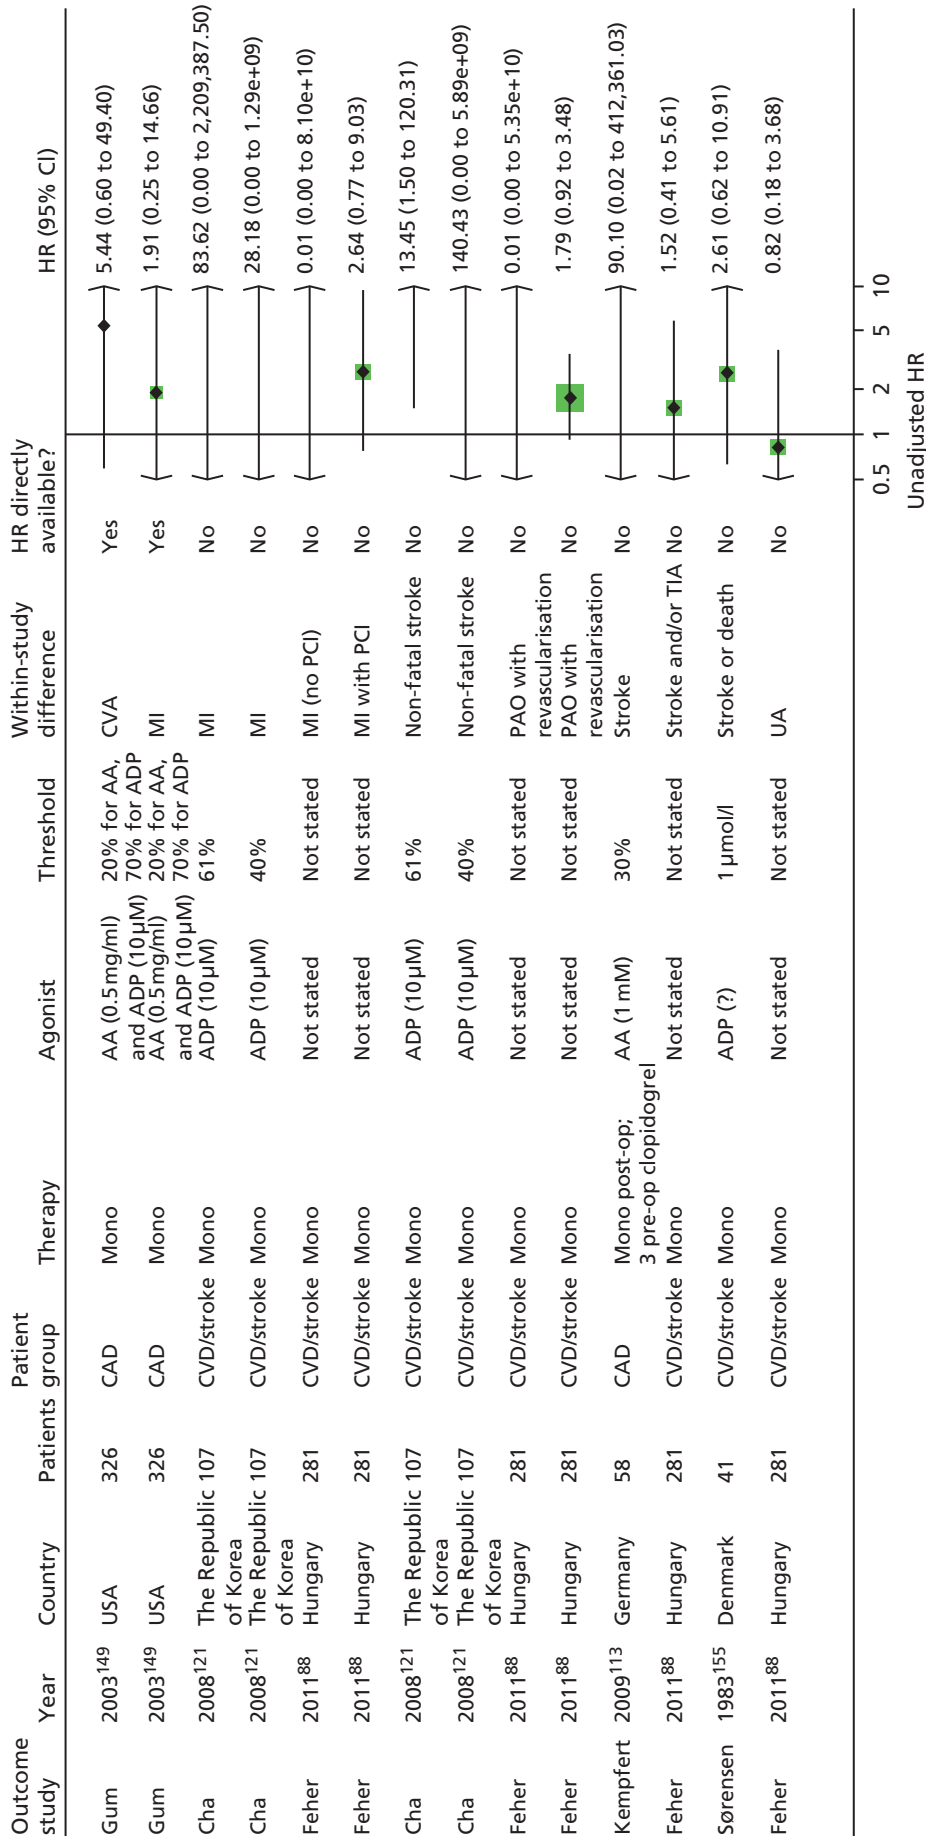 Outcome study Year Country Patients Patient group Therapy Agonist Threshold Within-study difference HR directly available? HR (95% CI)
Gum 2003149 USA 326 CAD Mono AA (0.5 mg/ml) and ADP (10 µM) 20% for AA, 70% for ADP CVA Yes 5.44 (0.60 to 49.40)
Gum 2003149 USA 326 CAD Mono AA (0.5 mg/ml) and ADP (10 µM) 20% for AA, 70% for ADP MI Yes 1.91 (0.25 to 14.66)
Cha 2008121 The Republic of Korea 107 CVD/stroke Mono ADP (10 µM) 61% MI No 83.62 (0.00 to 2,209,387.50)
Cha 2008121 The Republic of Korea 107 CVD/stroke Mono ADP (10 µM) 40% MI No 28.18 (0.00 to 1.29e+09)
Feher 201188 Hungary 281 CVD/stroke Mono Not stated Not stated MI (no PCI) No 0.01 (0.00 to 8.10e+10)
Feher 201188 Hungary 281 CVD/stroke Mono Not stated Not stated MI with PCI No 2.64 (0.77 to 9.03)
Cha 2008121 The Republic of Korea 107 CVD/stroke Mono ADP (10 µM) 61% Non-fatal stroke No 13.45 (1.50 to 120.31)
Cha 2008121 The Republic of Korea 107 CVD/stroke Mono ADP (10 µM) 40% Non-fatal stroke No 140.43 (0.00 to 5.89e+09)
Feher 201188 Hungary 281 CVD/stroke Mono Not stated Not stated PAO with revascularisation No 0.01 (0.00 to 5.35e+10)
Feher 201188 Hungary 281 CVD/stroke Mono Not stated Not stated PAO with revascularisation No 1.79 (0.92 to 3.48)
Kempfert 2009113 Germany 58 CAD Mono post-op; 3 pre-op clopidogrel AA (1 mM) 30% Stroke No 90.10 (0.02 to 412,361.03)
Feher 201188 Hungary 281 CVD/stroke Mono Not stated Not stated Stroke and/or TIA No 1.52 (0.41 to 5.61)
Sørensen 1983155 Denmark 41 CVD/stroke Mono ADP (?) 1 µmol/l Stroke or death No 2.61 (0.62 to 10.91)
Feher 201188 Hungary 281 CVD/stroke Mono Not stated Not stated UA No 0.82 (0.18 to 3.68)
0.5 1 2 5 10
Unadjusted HR